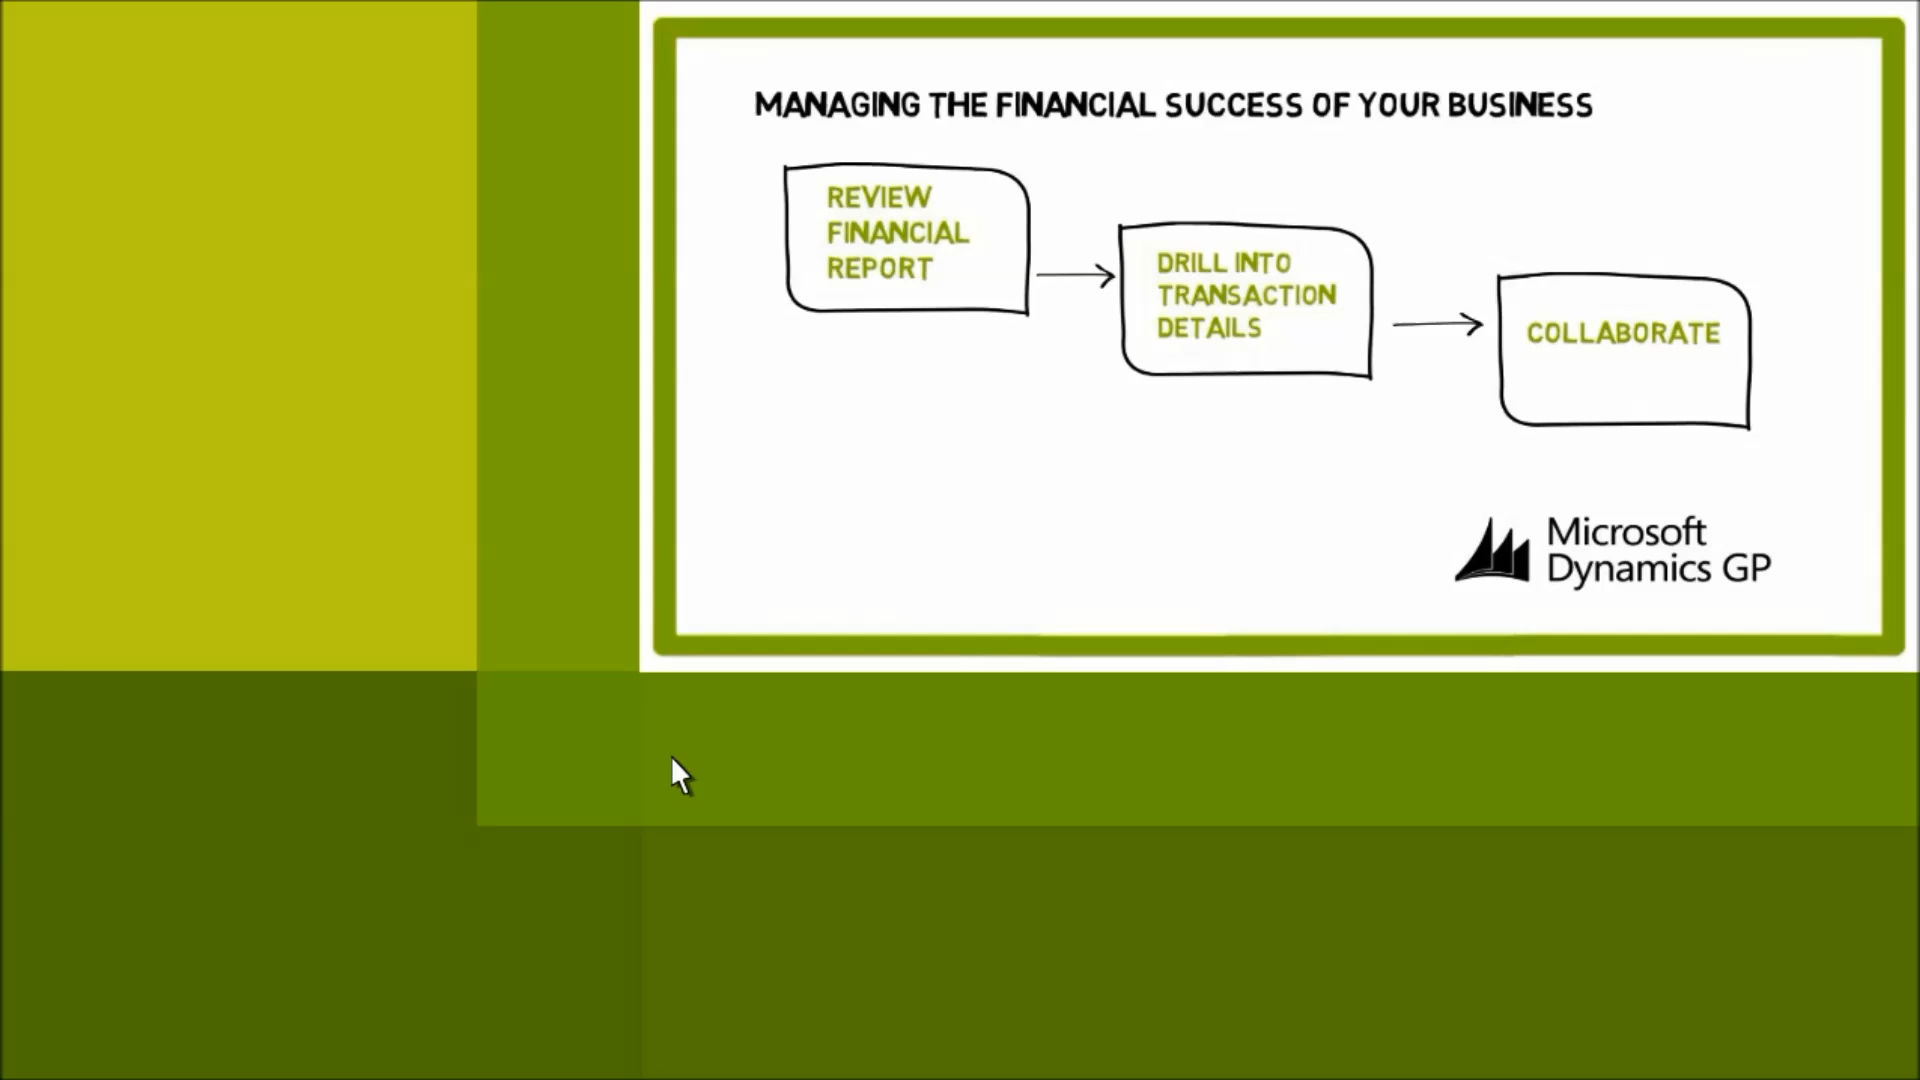 MANAGING THE FINANCIAL SUCCESS OF YOUR BUSINESS
REVIEW
FINANCIAL
REPORT
DRILL INTO
TRANSACTION
DETAILS
COLLABORATE
Microsoft
Dynamics GP